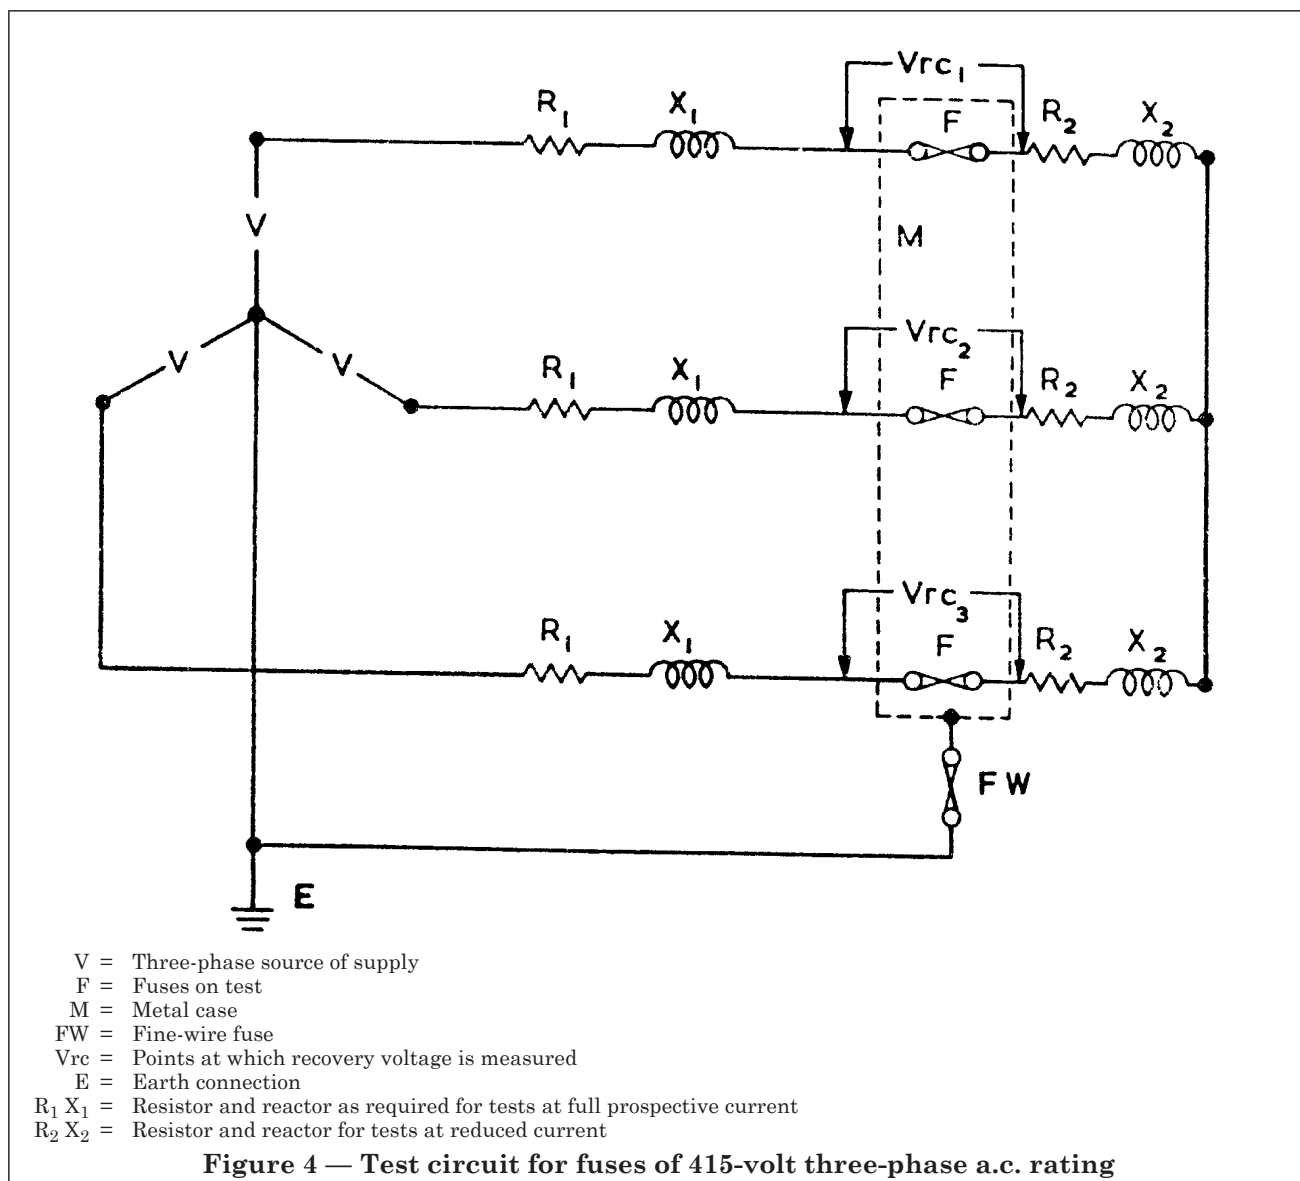 Vrc1
R1 X1 F R2 X2
V
M
Vrc2
V V R1 X1 F R2 X2
Vrc3
R1 X1 F R2 X2
FW
E
V = Three-phase source of supply
F = Fuses on test
M = Metal case
FW = Fine-wire fuse
Vrc = Points at which recovery voltage is measured
E = Earth connection
R1 X1 = Resistor and reactor as required for tests at full prospective current
R2 X2 = Resistor and reactor for tests at reduced current
Figure 4 — Test circuit for fuses of 415-volt three-phase a.c. rating